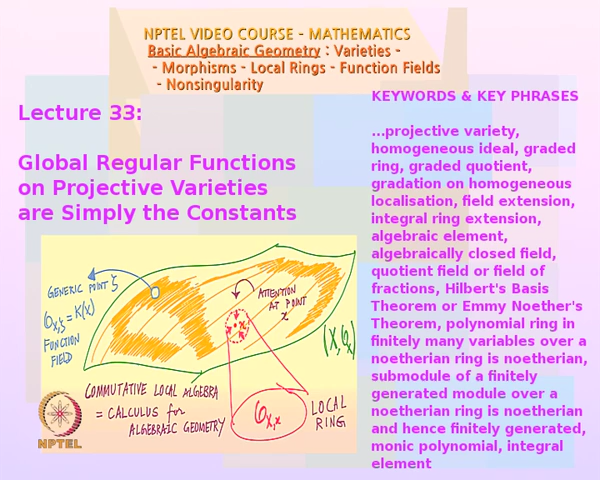 NPTEL VIDEO COURSE - MATHEMATICS
Basic Algebraic Geometry : Varieties -
- Morphisms - Local Rings - Function Fields
- Nonsingularity
Lecture 33:
Global Regular Functions
on Projective Varieties
are Simply the Constants
KEYWORDS & KEY PHRASES
...projective variety,
homogeneous ideal, graded
ring, graded quotient,
gradation on homogeneous
localisation, field extension,
integral ring extension,
algebraic element,
algebraically closed field,
quotient field or field of
fractions, Hilbert's Basis
Theorem or Emmy Noether's
Theorem, polynomial ring in
finitely many variables over a
noetherian ring is noetherian,
submodule of a finitely
generated module over a
noetherian ring is noetherian
and hence finitely generated,
monic polynomial, integral
element
GENERIC POINT ξ
O_X,ξ = K(X)
FUNCTION
FIELD
ATTENTION
AT POINT
x
(X, O_X)
COMMUTATIVE LOCAL ALGEBRA
= CALCULUS for
ALGEBRAIC GEOMETRY
O_X,x
LOCAL
RING
NPTEL